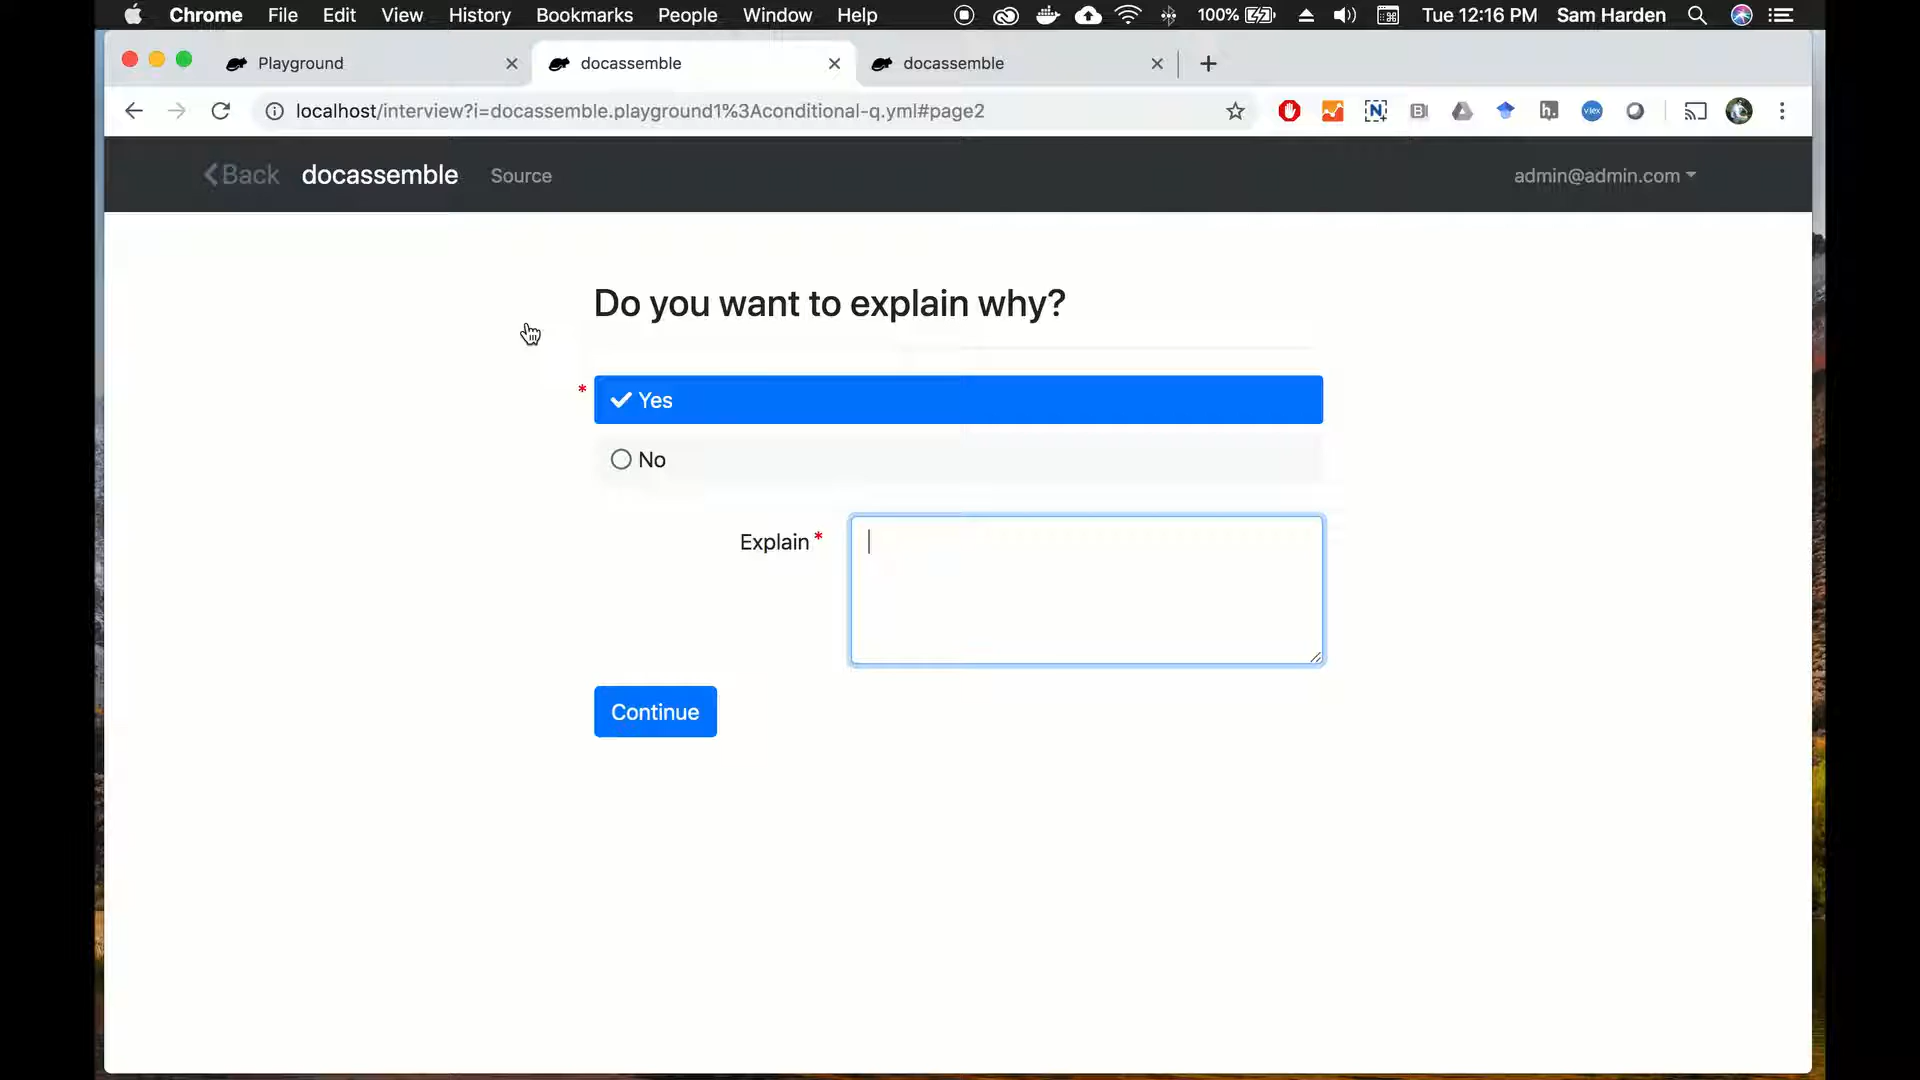 Chrome File Edit View History Bookmarks People Window Help 100% Tue 12:16 PM Sam Harden
Playground docassemble docassemble
localhost/interview?i=docassemble.playground1%3Aconditional-q.yml#page2
Back docassemble Source admin@admin.com
Do you want to explain why?
* Yes
No
Explain *
Continue